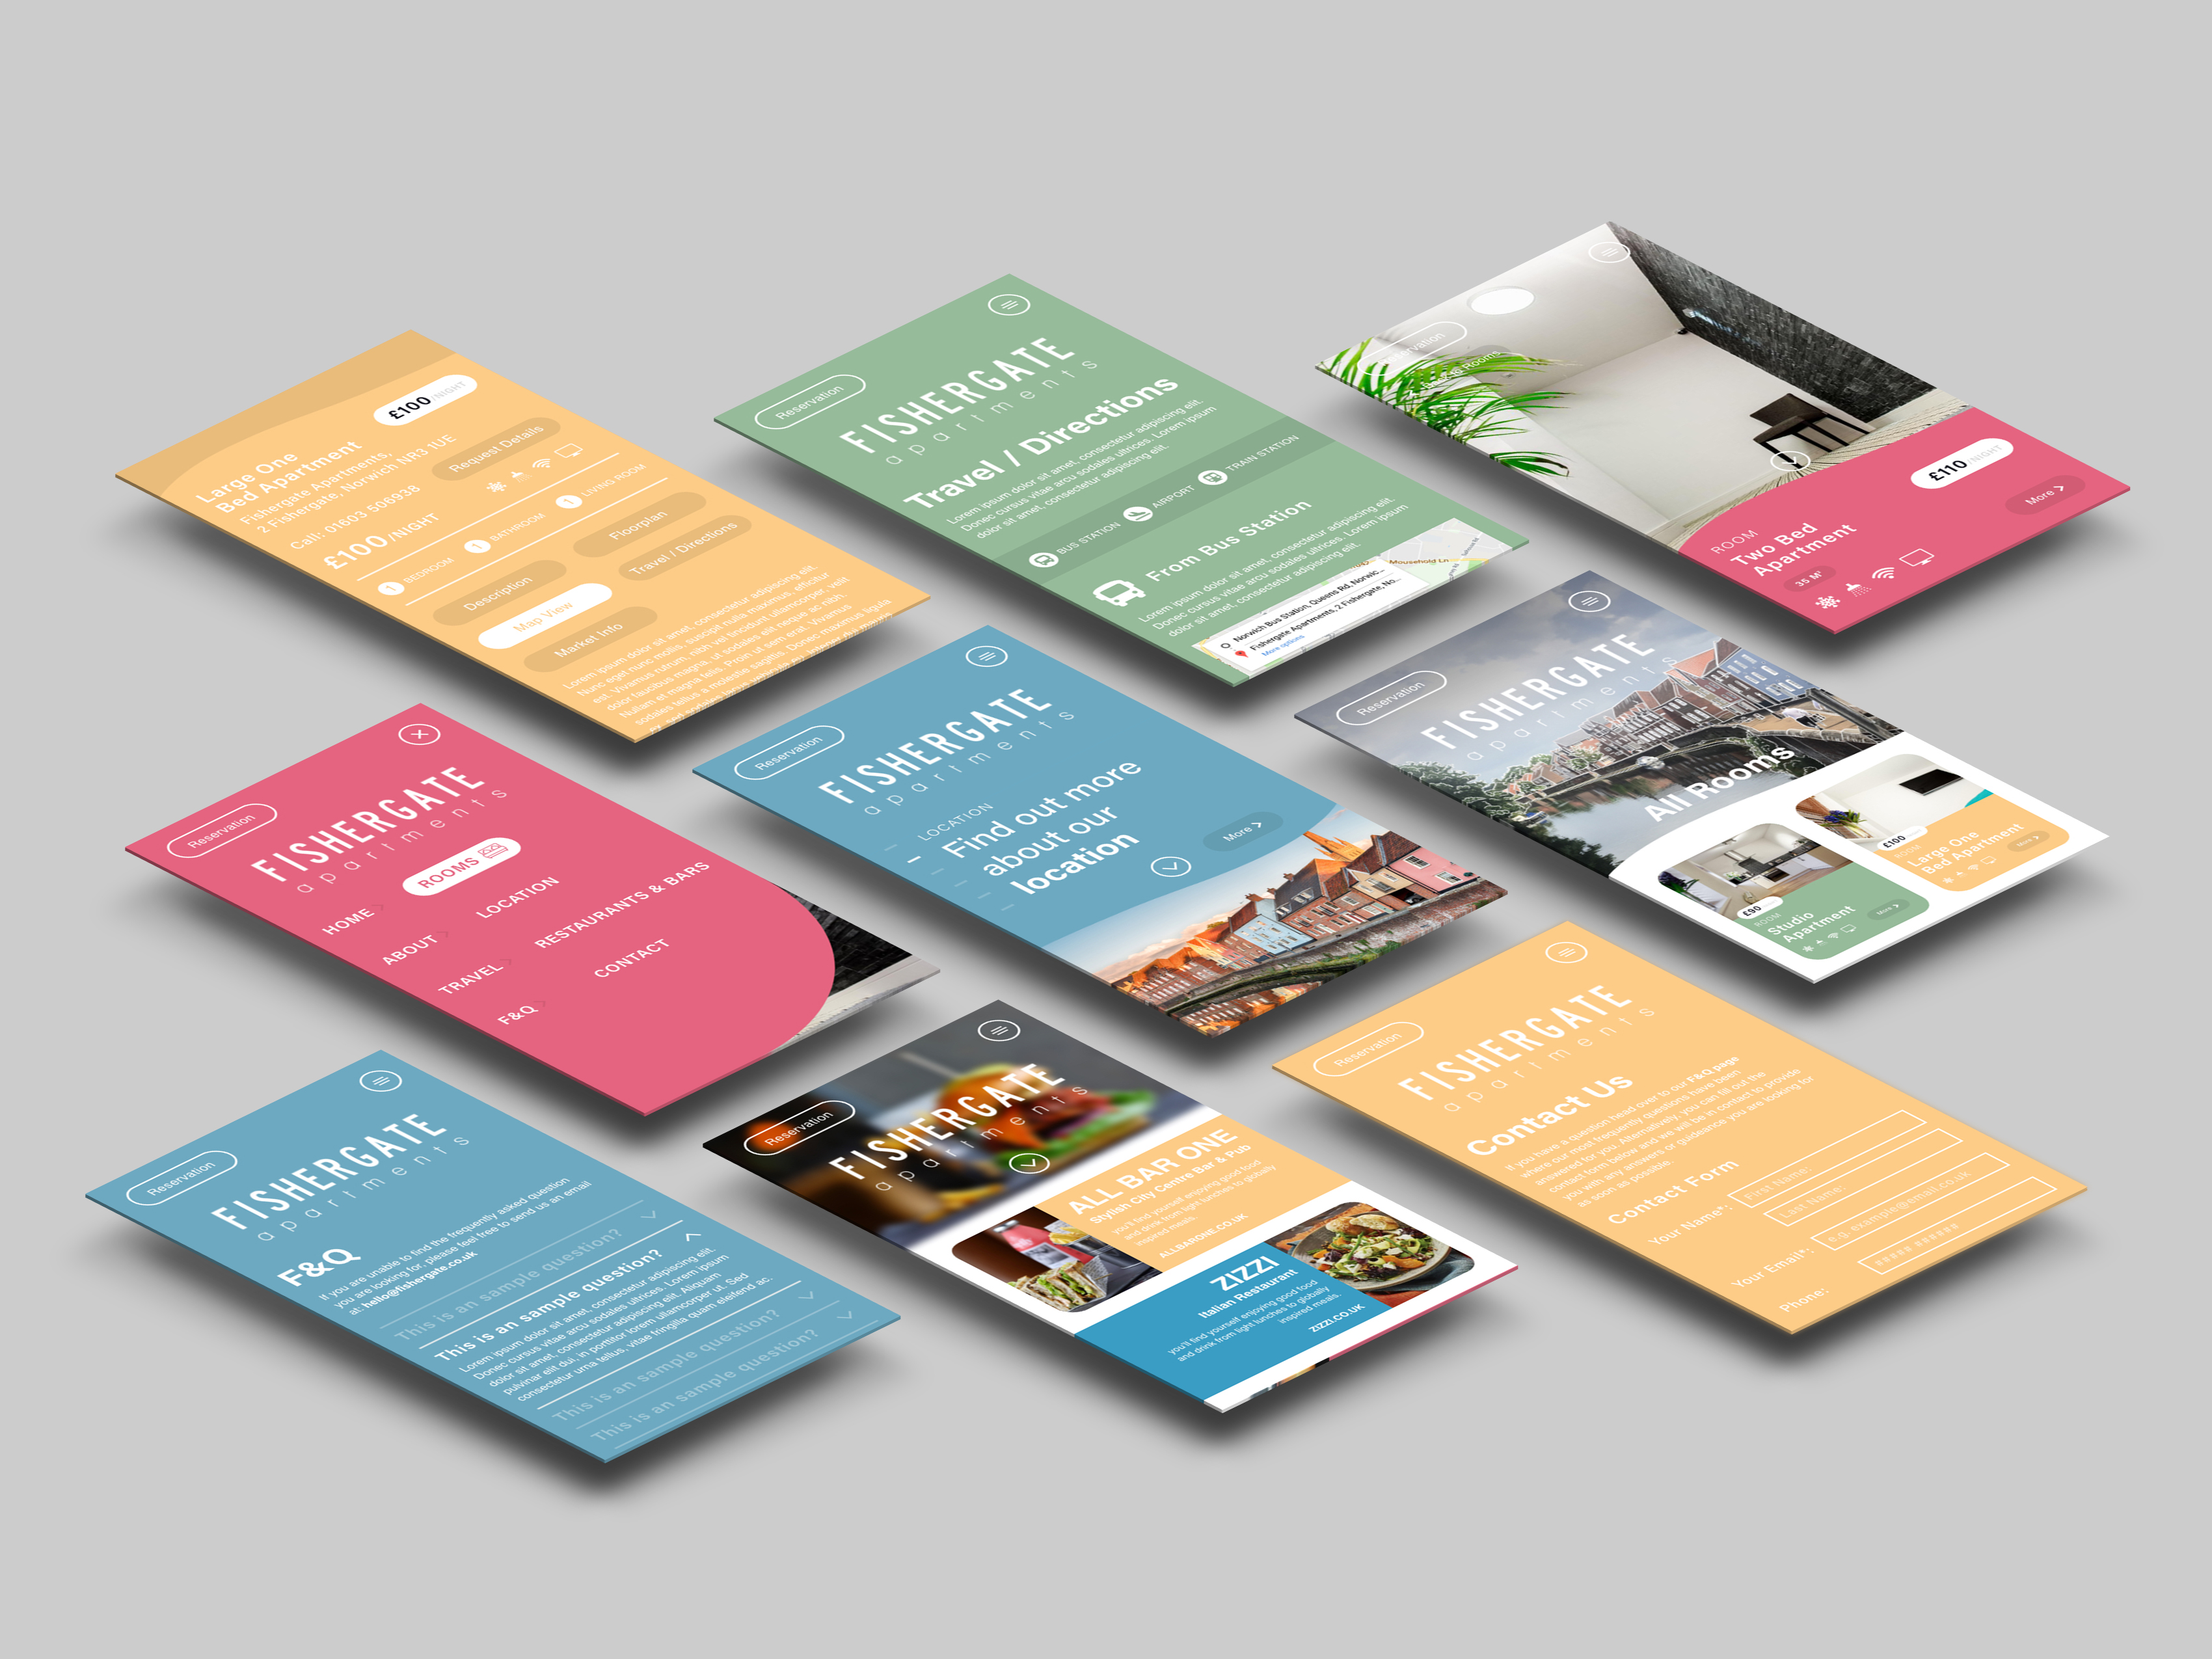 £100/NIGHT
Large One
Bed Apartment
Fishergate Apartments,
2 Fishergate, Norwich NR3 1UE
Call: 01603 506938
Request Details
£100/NIGHT
1 BEDROOM 1 BATHROOM 1 LIVING ROOM
Description
Floorplan
Map View
Travel / Directions
Market Info
Lorem ipsum dolor sit amet, consectetur adipiscing elit.
Nunc eget nunc mollis, suscipit nulla maximus, efficitur
est. Vivamus rutrum, nibh vel tincidunt ullamcorper, velit
dolor faucibus magna, ut sodales elit neque ac nibh.
Nullam et magna felis. Proin ut sem erat. Vivamus
sodales tellus a molestie sagittis. Donec maximus ligula
Reservation
FISHERGATE
apartments
Travel / Directions
Lorem ipsum dolor sit amet, consectetur adipiscing elit.
Donec cursus vitae arcu sodales ultrices. Lorem ipsum
dolor sit amet, consectetur adipiscing elit.
BUS STATION AIRPORT TRAIN STATION
From Bus Station
Lorem ipsum dolor sit amet, consectetur adipiscing elit.
Donec cursus vitae arcu sodales ultrices. Lorem ipsum
dolor sit amet, consectetur adipiscing elit.
Mousehold Ln
Norwich Bus Station, Queens Rd, Norwic...
Fishergate Apartments, 2 Fishergate, No...
More options
Reservation
Rooms
£110/NIGHT
ROOM
Two Bed
Apartment
More >
35 M²
Reservation
FISHERGATE
apartments
HOME
ROOMS
ABOUT
LOCATION
TRAVEL
RESTAURANTS & BARS
F&Q
CONTACT
Reservation
FISHERGATE
apartments
LOCATION
Find out more
about our
location
More >
Reservation
FISHERGATE
apartments
All Rooms
£90
ROOM
Studio
Apartment
More >
£100
ROOM
Large One
Bed Apartment
More >
Reservation
FISHERGATE
apartments
F&Q
If you are unable to find the frequently asked question
you are looking for, please feel free to send us an email
at: hello@fishergate.co.uk
This is an sample question?
This is an sample question?
Lorem ipsum dolor sit amet, consectetur adipiscing elit.
Donec cursus vitae arcu sodales ultrices. Lorem ipsum
dolor sit amet, consectetur adipiscing elit. Aliquam
pulvinar elit dui, in porttitor lorem ullamcorper ut. Sed
consectetur urna tellus, vitae fringilla quam eleifend ac.
This is an sample question?
This is an sample question?
Reservation
FISHERGATE
apartments
ALL BAR ONE
Stylish City Centre Bar & Pub
you'll find yourself enjoying good food
and drink from light lunches to globally
inspired meals.
ALLBARONE.CO.UK
ZIZZI
Italian Restaurant
you'll find yourself enjoying good food
and drink from light lunches to globally
inspired meals.
ZIZZI.CO.UK
Reservation
FISHERGATE
apartments
Contact Us
If you have a question head over to our F&Q page
where our most frequently questions have been
answered for you. Alternatively, you can fill out the
contact form below and we will be in contact to provide
you with any answers or guideance you are looking for
as soon as possible.
Contact Form
Your Name*:
First Name:
Last Name:
Your Email*:
e.g. example@email.co.uk
Phone:
##### ######